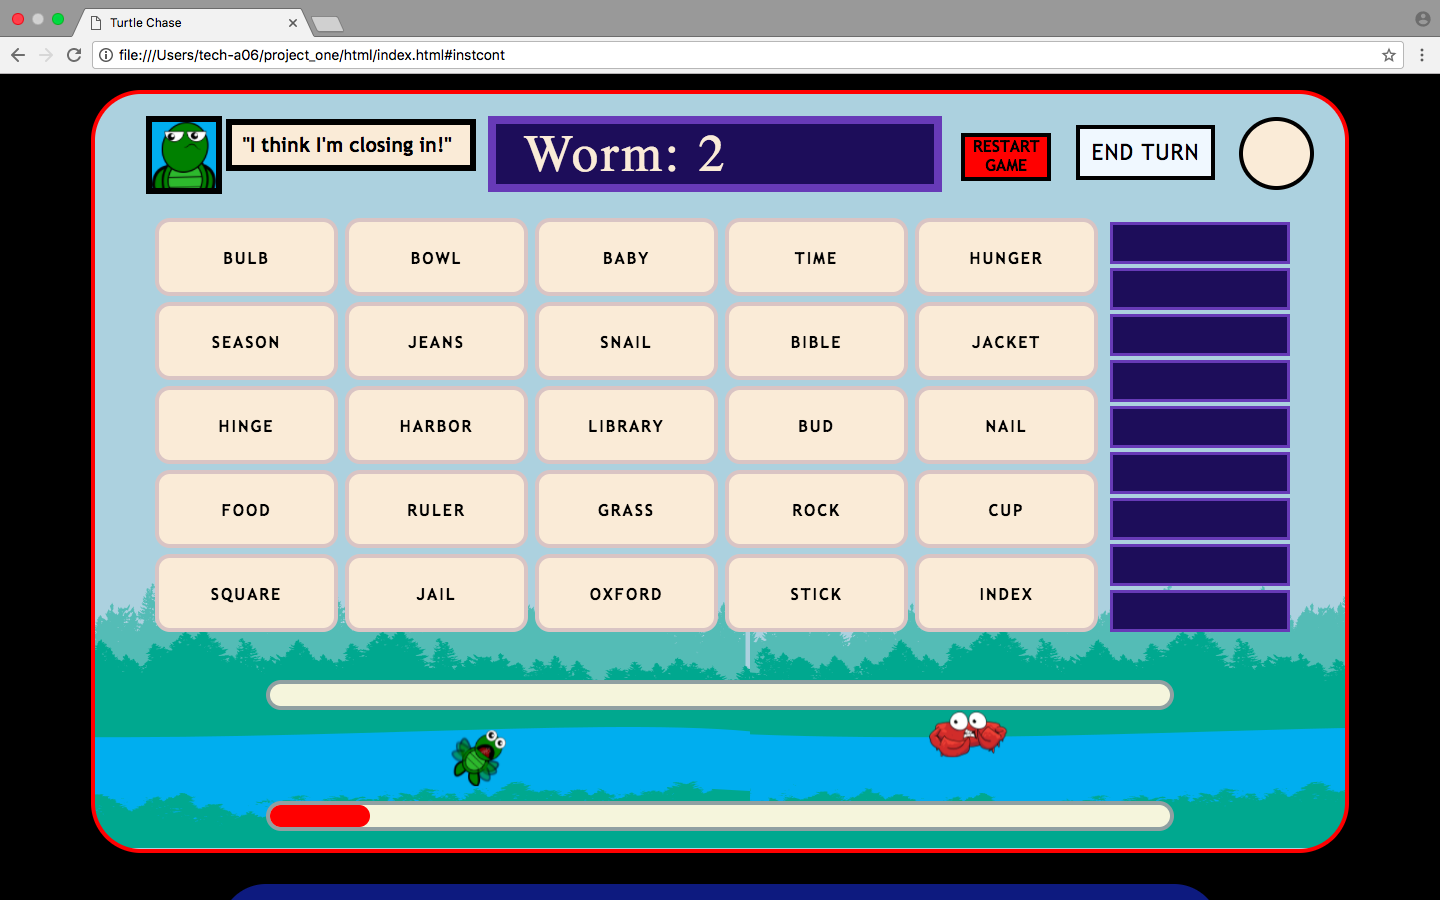 Turtle Chase
file:///Users/tech-a06/project_one/html/index.html#instcont
"I think I'm closing in!"
Worm: 2
RESTART
GAME
END TURN
BULB BOWL BABY TIME HUNGER
SEASON JEANS SNAIL BIBLE JACKET
HINGE HARBOR LIBRARY BUD NAIL
FOOD RULER GRASS ROCK CUP
SQUARE JAIL OXFORD STICK INDEX